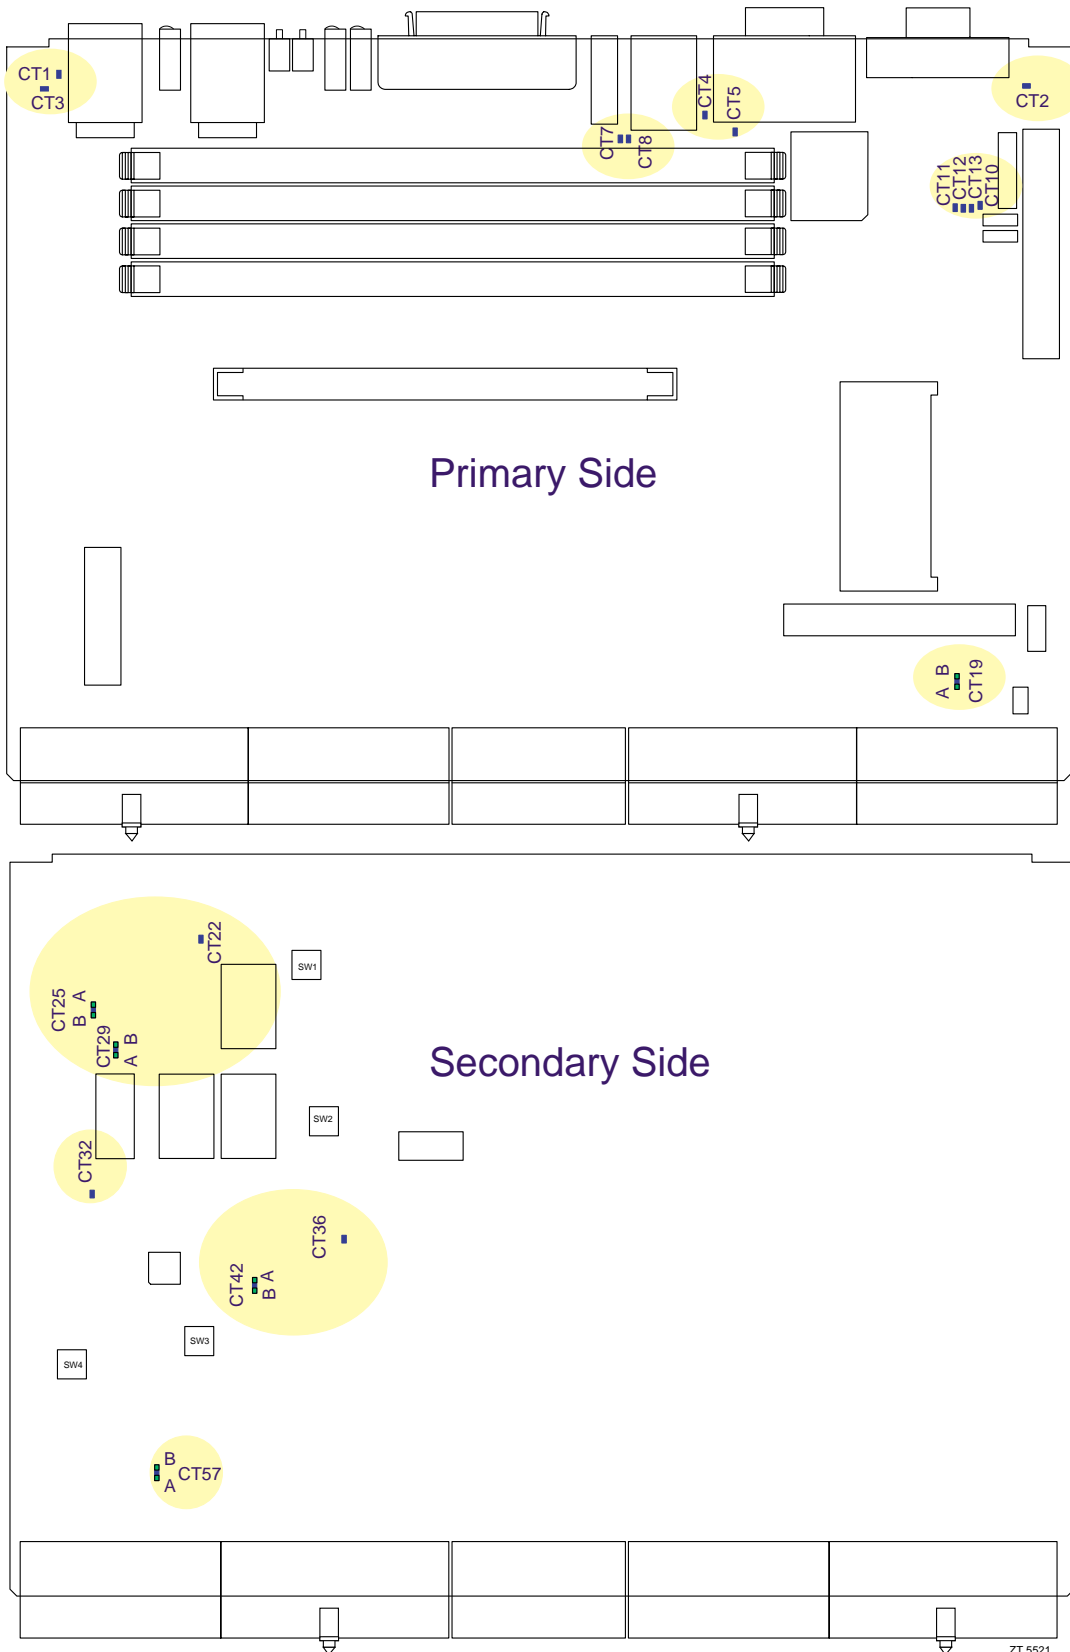 CT1
CT3
CT4
CT5
CT2
CT7
CT8
CT11
CT12
CT13
CT10
Primary Side
A B
CT19
CT22
SW1
CT25
B A
CT29
A B
Secondary Side
SW2
CT32
CT36
CT42
B A
SW3
SW4
B
CT57
A
ZT 5521